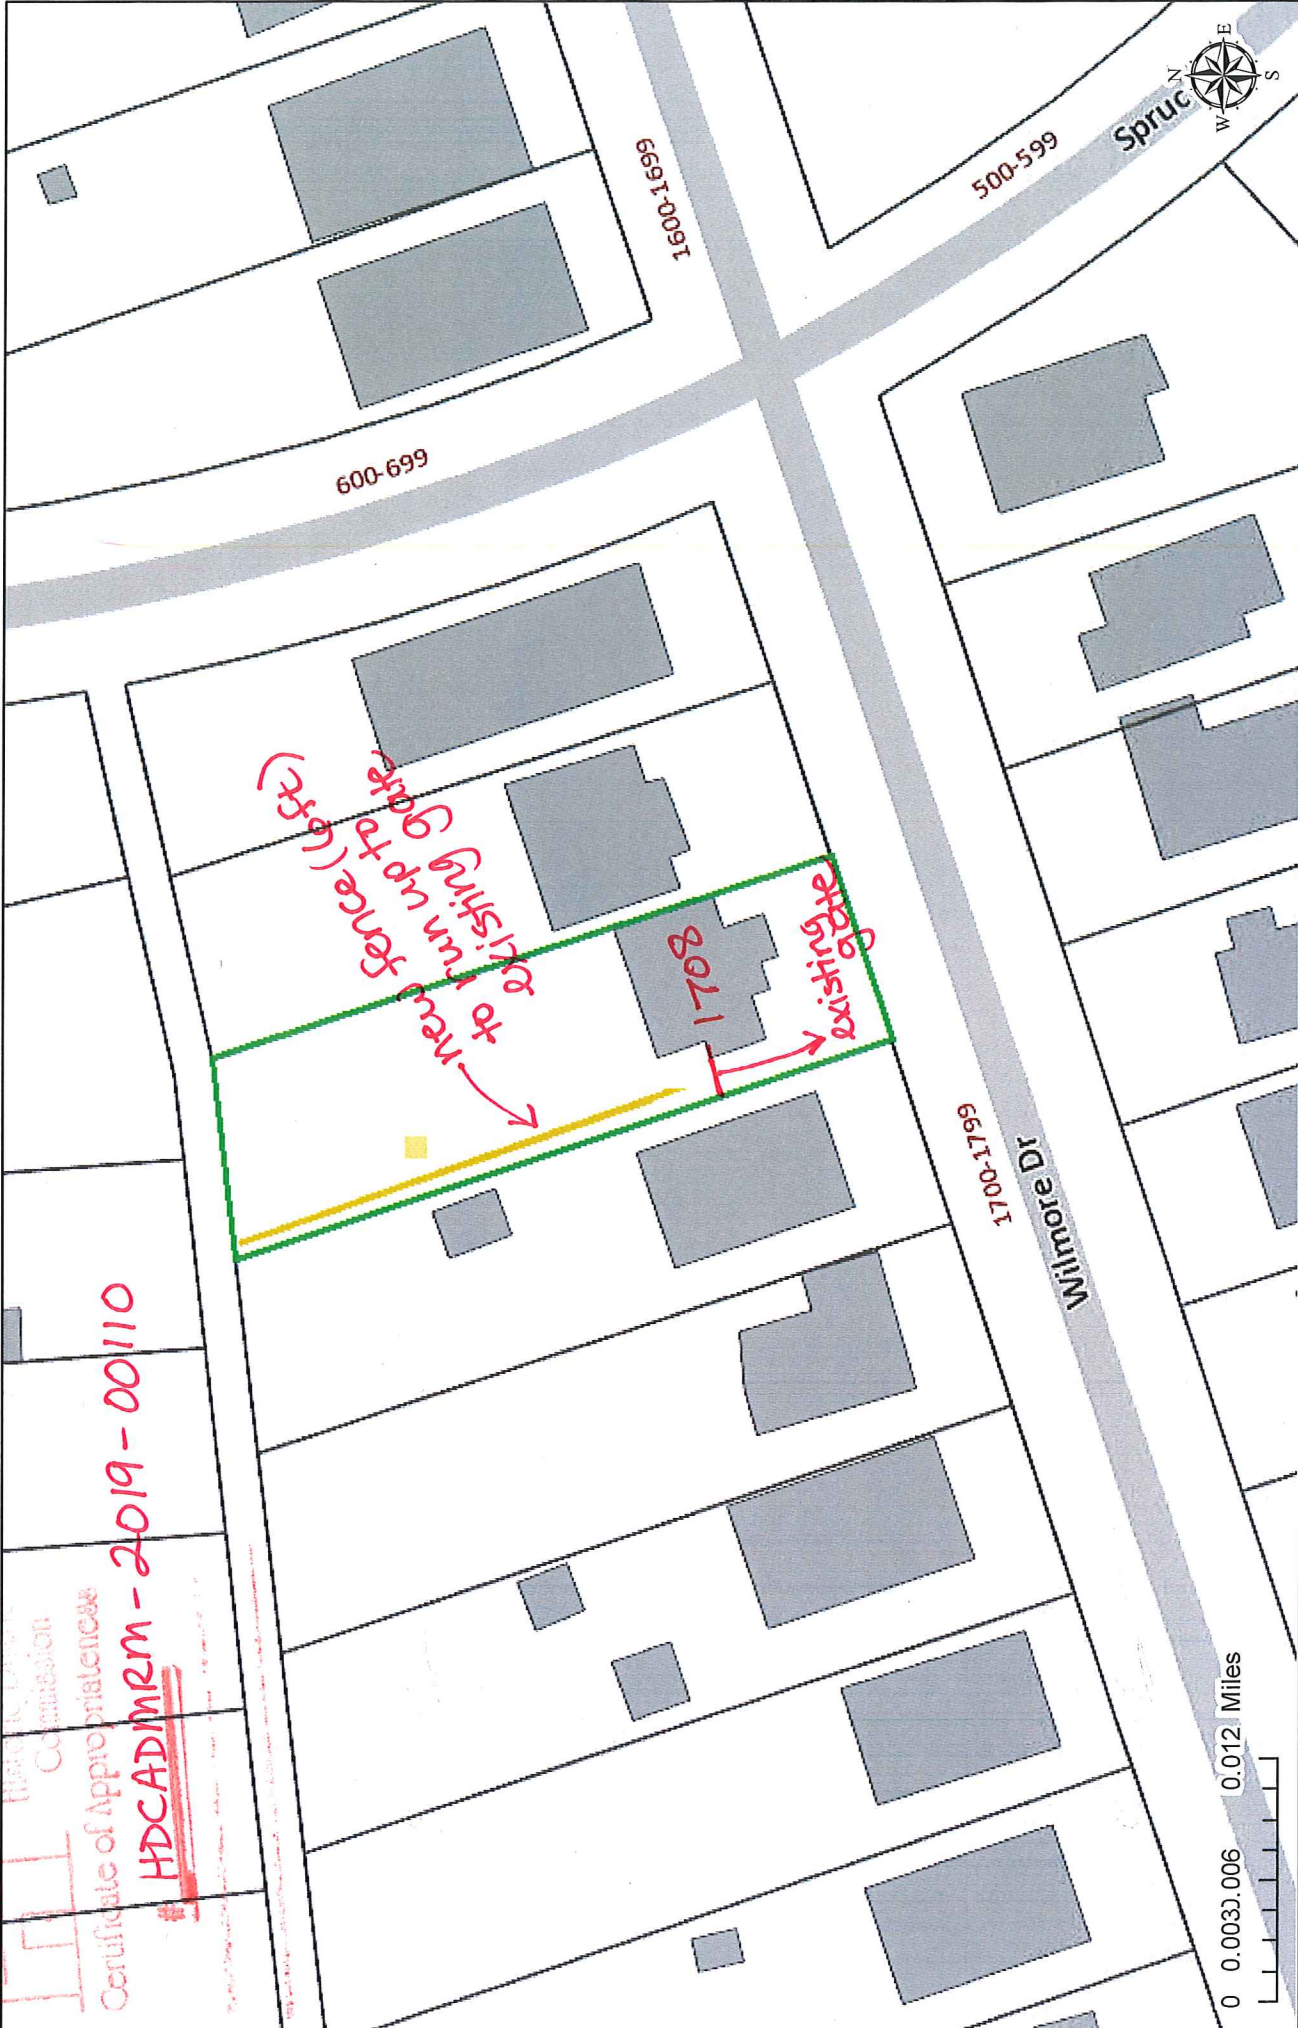 Commission
Certificate of Appropriateness
# HDCADMRM-2019-00110
new fence (6ft)
to run up to
existing gate
1708
existing
gate
600-699
1600-1699
500-599
Spruc
1700-1799
Wilmore Dr
N
W
E
S
0 0.003 0.006 0.012 Miles